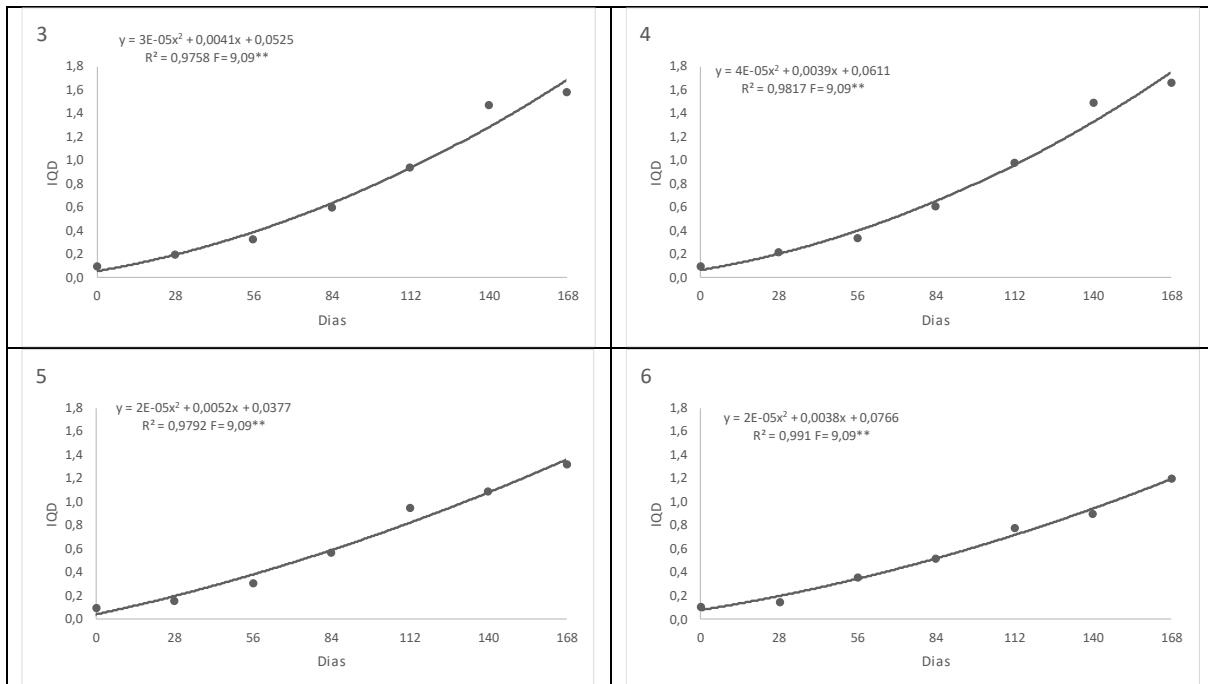 3
y = 3E-05x² + 0,0041x + 0,0525
R² = 0,9758 F= 9,09**
1,8
1,6
1,4
1,2
1,0
0,8
0,6
0,4
0,2
0,0
IQD
0 28 56 84 112 140 168
Dias
4
y = 4E-05x² + 0,0039x + 0,0611
R² = 0,9817 F= 9,09**
1,8
1,6
1,4
1,2
1,0
0,8
0,6
0,4
0,2
0,0
IQD
0 28 56 84 112 140 168
Dias
5
y = 2E-05x² + 0,0052x + 0,0377
R² = 0,9792 F= 9,09**
1,8
1,6
1,4
1,2
1,0
0,8
0,6
0,4
0,2
0,0
IQD
0 28 56 84 112 140 168
Dias
6
y = 2E-05x² + 0,0038x + 0,0766
R² = 0,991 F= 9,09**
1,8
1,6
1,4
1,2
1,0
0,8
0,6
0,4
0,2
0,0
IQD
0 28 56 84 112 140 168
Dias